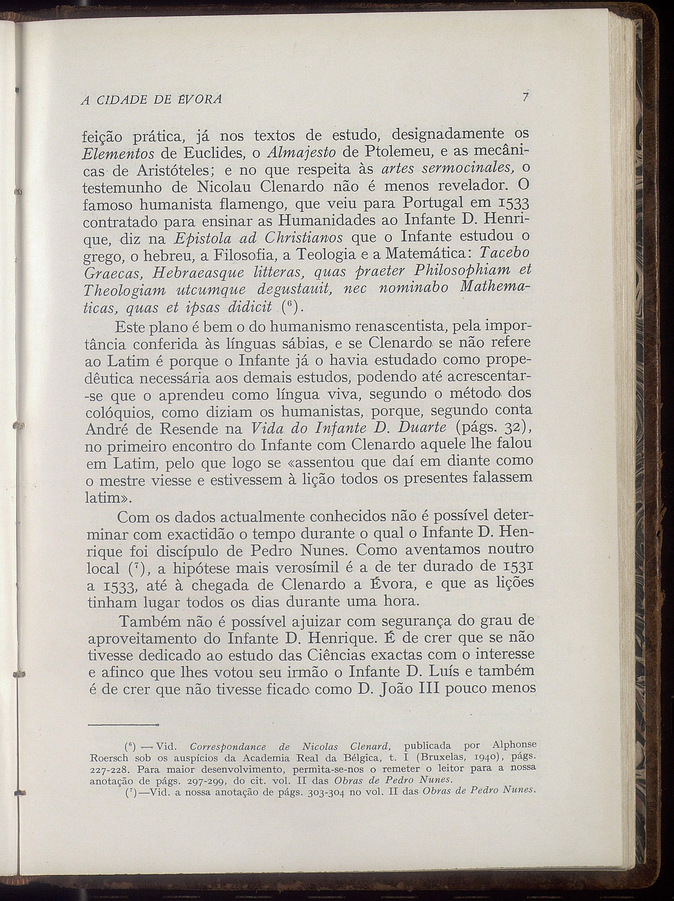 A CIDADE DE ÉVORA 7
feição prática, já nos textos de estudo, designadamente os
Elementos de Euclides, o Almajesto de Ptolemeu, e as mecâni-
cas de Aristóteles; e no que respeita às artes sermocinales, o
testemunho de Nicolau Clenardo não é menos revelador. O
famoso humanista flamengo, que veiu para Portugal em 1533
contratado para ensinar as Humanidades ao Infante D. Henri-
que, diz na Epistola ad Christianos que o Infante estudou o
grego, o hebreu, a Filosofia, a Teologia e a Matemática: Tacebo
Graecas, Hebraeasque litteras, quas praeter Philosophiam et
Theologiam utcumque degustauit, nec nominabo Mathema-
ticas, quas et ipsas didicit (⁶).
Este plano é bem o do humanismo renascentista, pela impor-
tância conferida às línguas sábias, e se Clenardo se não refere
ao Latim é porque o Infante já o havia estudado como prope-
dêutica necessária aos demais estudos, podendo até acrescentar-
-se que o aprendeu como língua viva, segundo o método dos
colóquios, como diziam os humanistas, porque, segundo conta
André de Resende na Vida do Infante D. Duarte (págs. 32),
no primeiro encontro do Infante com Clenardo aquele lhe falou
em Latim, pelo que logo se «assentou que daí em diante como
o mestre viesse e estivessem à lição todos os presentes falassem
latim».
Com os dados actualmente conhecidos não é possível deter-
minar com exactidão o tempo durante o qual o Infante D. Hen-
rique foi discípulo de Pedro Nunes. Como aventamos noutro
local (⁷), a hipótese mais verosímil é a de ter durado de 1531
a 1533, até à chegada de Clenardo a Évora, e que as lições
tinham lugar todos os dias durante uma hora.
Também não é possível ajuizar com segurança do grau de
aproveitamento do Infante D. Henrique. É de crer que se não
tivesse dedicado ao estudo das Ciências exactas com o interesse
e afinco que lhes votou seu irmão o Infante D. Luís e também
é de crer que não tivesse ficado como D. João III pouco menos
(⁶) — Vid. Correspondance de Nicolas Clenard, publicada por Alphonse
Roersch sob os auspícios da Academia Real da Bélgica, t. I (Bruxelas, 1940), págs.
227-228. Para maior desenvolvimento, permita-se-nos o remeter o leitor para a nossa
anotação de págs. 297-299, do cit. vol. II das Obras de Pedro Nunes.
(⁷)—Vid. a nossa anotação de págs. 303-304 no vol. II das Obras de Pedro Nunes.